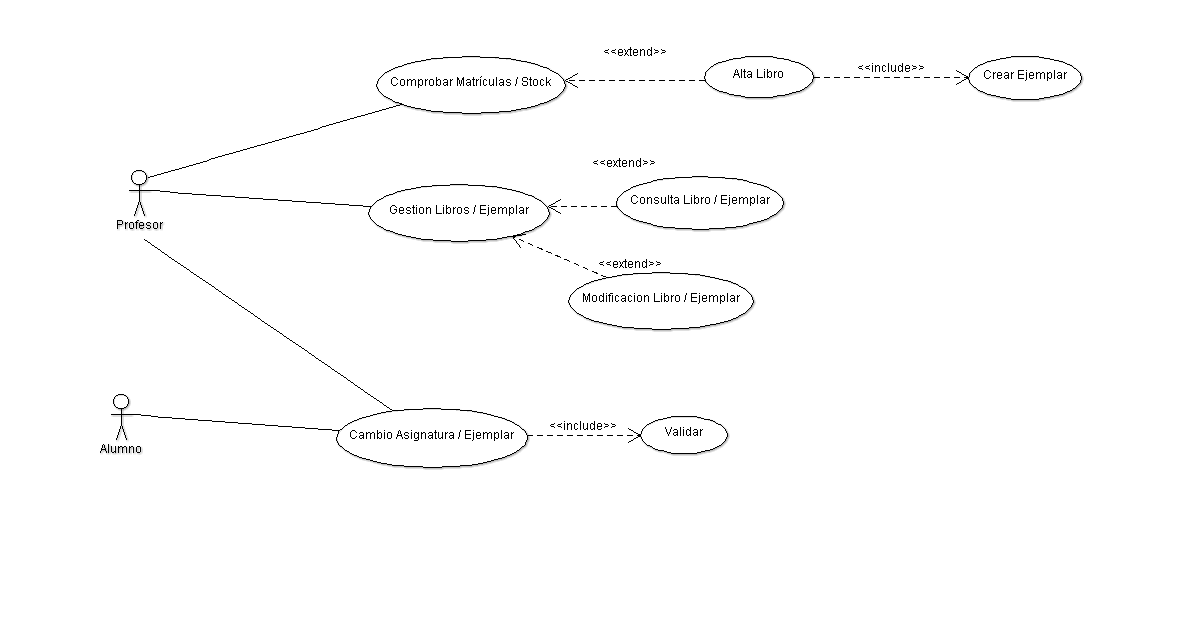 <<extend>>
Comprobar Matrículas / Stock
Alta Libro
<<include>>
Crear Ejemplar
<<extend>>
Profesor
Gestion Libros / Ejemplar
Consulta Libro / Ejemplar
<<extend>>
Modificacion Libro / Ejemplar
Alumno
Cambio Asignatura / Ejemplar
<<include>>
Validar